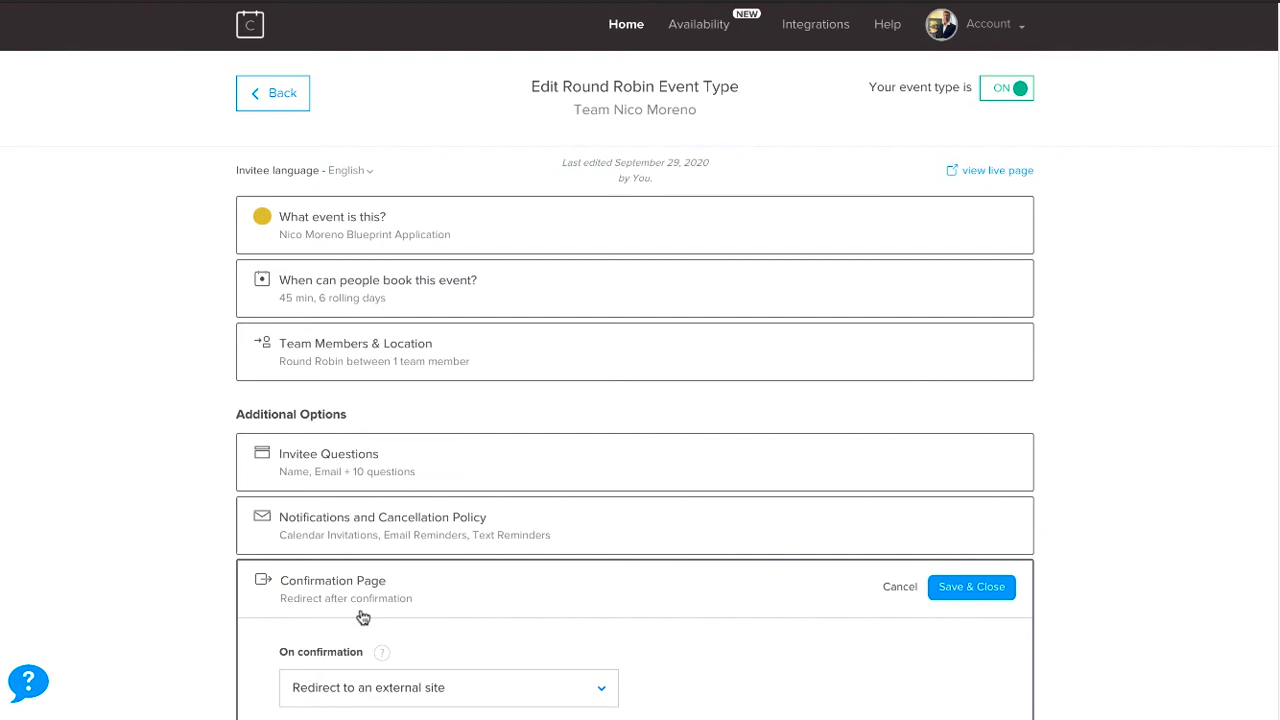 C
Home
Availability
NEW
Integrations
Help
Account
Back
Edit Round Robin Event Type
Team Nico Moreno
Your event type is
ON
Invitee language - English
Last edited September 29, 2020
by You.
view live page
What event is this?
Nico Moreno Blueprint Application
When can people book this event?
45 min, 6 rolling days
Team Members & Location
Round Robin between 1 team member
Additional Options
Invitee Questions
Name, Email + 10 questions
Notifications and Cancellation Policy
Calendar Invitations, Email Reminders, Text Reminders
Confirmation Page
Redirect after confirmation
Cancel
Save & Close
On confirmation
?
Redirect to an external site
?